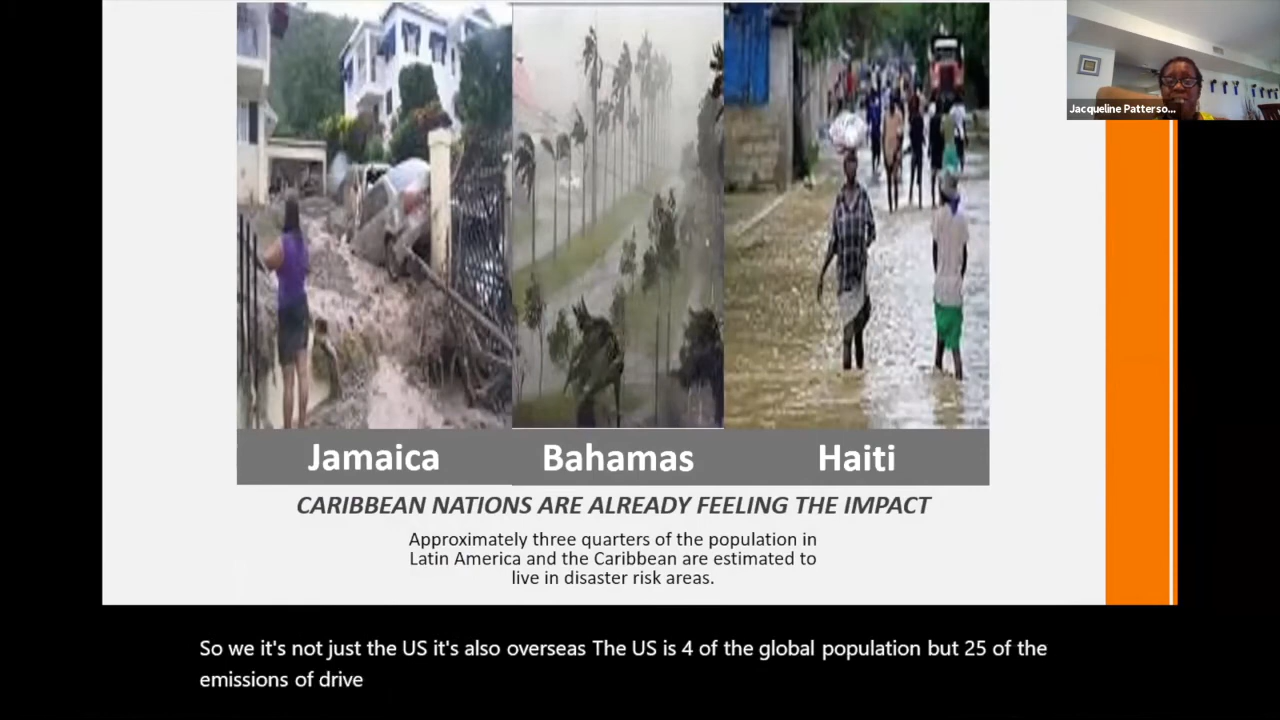 Jacqueline Patterso...
Jamaica
Bahamas
Haiti
CARIBBEAN NATIONS ARE ALREADY FEELING THE IMPACT
Approximately three quarters of the population in
Latin America and the Caribbean are estimated to
live in disaster risk areas.
So we it's not just the US it's also overseas The US is 4 of the global population but 25 of the
emissions of drive